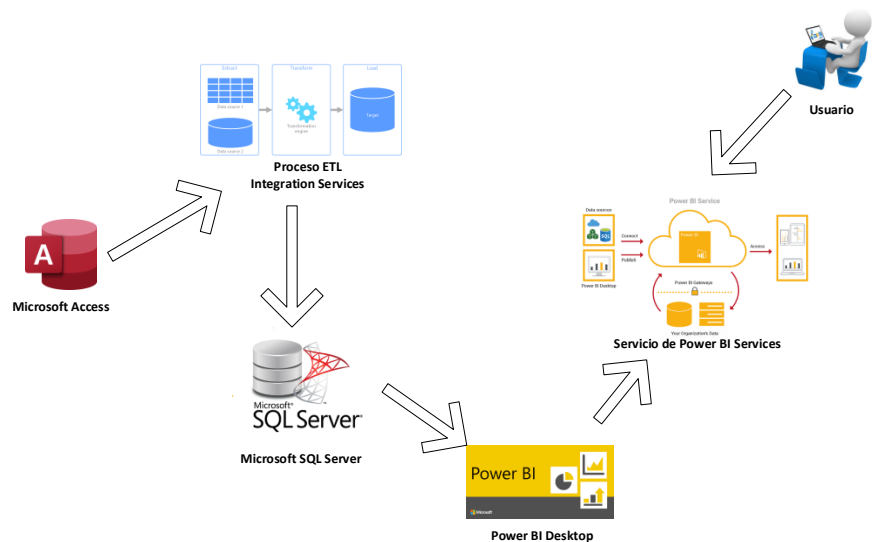 Usuario
Extract
Transform
Load
Data source 1
Transformation
engine
Target
Data source 2
Proceso ETL
Integration Services
A
Microsoft Access
Power BI Service
Data sources
SQL
Connect
Publish
Power BI
Access
Power BI Desktop
Power BI Gateways
Your Organization's Data
Servicio de Power BI Services
Microsoft®
SQL Server®
Microsoft SQL Server
Power BI
Microsoft
Power BI Desktop